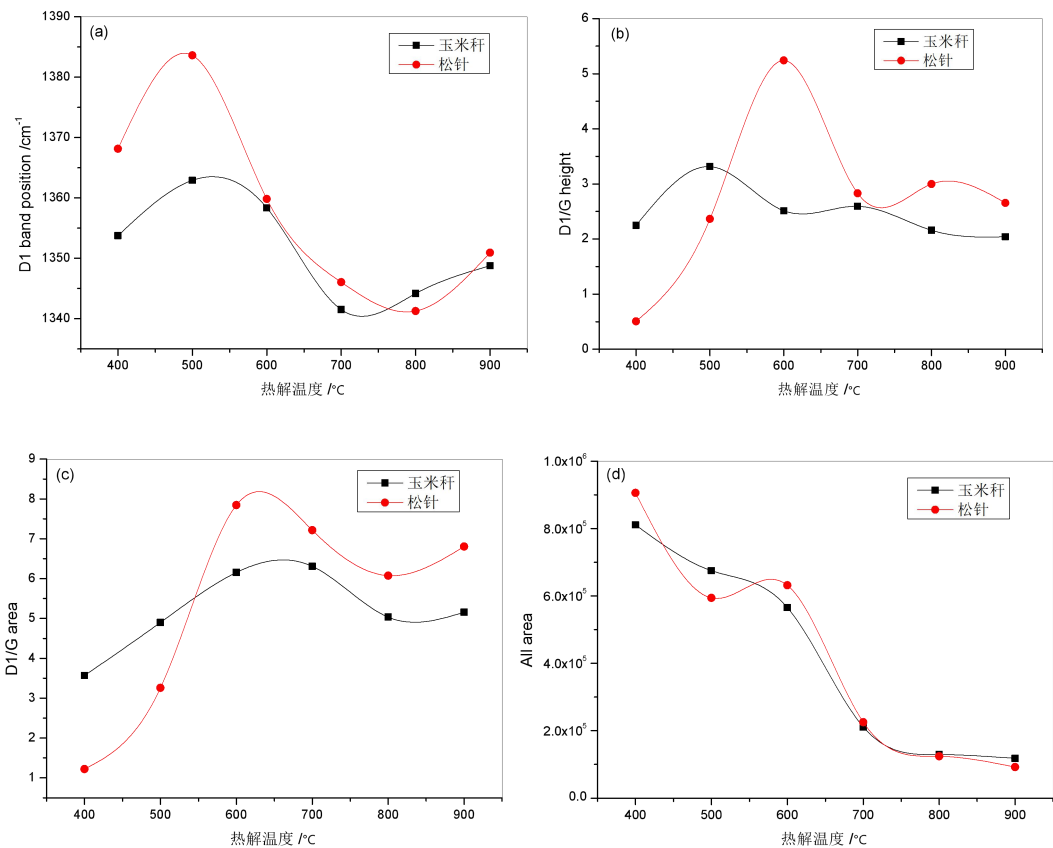 (a)
玉米秆
松针
D1 band position /cm-1
1390
1380
1370
1360
1350
1340
400 500 600 700 800 900
热解温度 /℃
(b)
玉米秆
松针
D1/G height
6
5
4
3
2
1
0
400 500 600 700 800 900
热解温度 /℃
(c)
玉米秆
松针
D1/G area
9
8
7
6
5
4
3
2
1
400 500 600 700 800 900
热解温度 /℃
(d)
玉米秆
松针
All area
1.0x10⁶
8.0x10⁵
6.0x10⁵
4.0x10⁵
2.0x10⁵
0.0
400 500 600 700 800 900
热解温度 /℃